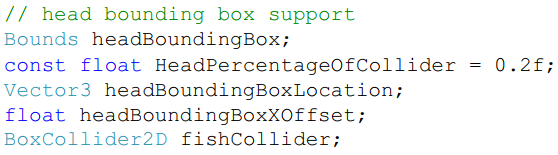 // head bounding box support
Bounds headBoundingBox;
const float HeadPercentageOfCollider = 0.2f;
Vector3 headBoundingBoxLocation;
float headBoundingBoxXOffset;
BoxCollider2D fishCollider;